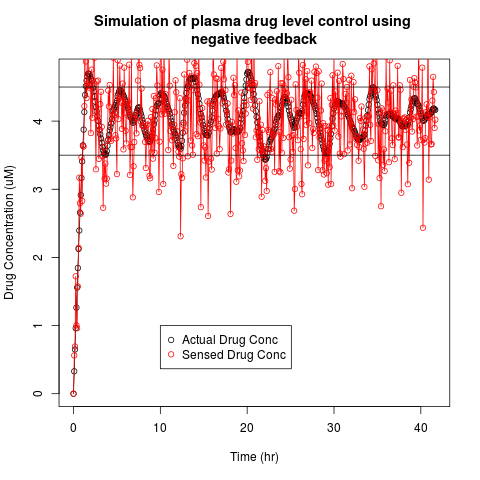 Simulation of plasma drug level control using
negative feedback
Drug Concentration (uM)
4
3
2
1
0
Actual Drug Conc
Sensed Drug Conc
0 10 20 30 40
Time (hr)